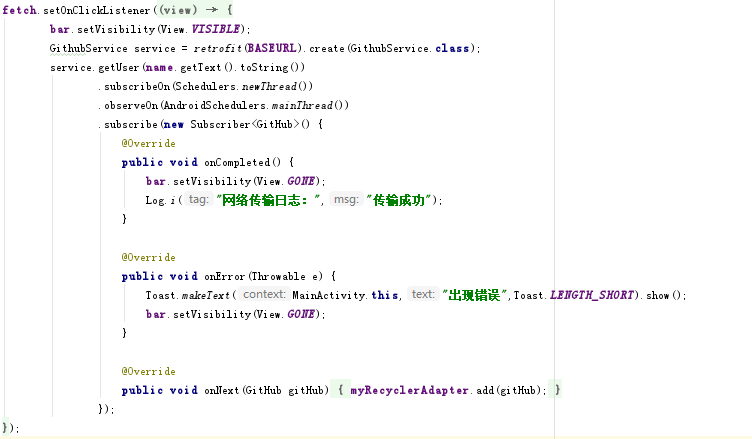 fetch.setOnClickListener((view) → {
bar.setVisibility(View.VISIBLE);
GithubService service = retrofit(BASEURL).create(GithubService.class);
service.getUser(name.getText().toString())
.subscribeOn(Schedulers.newThread())
.observeOn(AndroidSchedulers.mainThread())
.subscribe(new Subscriber<GitHub>() {
@Override
public void onCompleted() {
bar.setVisibility(View.GONE);
Log.i( tag: "网络传输日志：", msg: "传输成功");
}
@Override
public void onError(Throwable e) {
Toast.makeText( context: MainActivity.this, text: "出现错误",Toast.LENGTH_SHORT).show();
bar.setVisibility(View.GONE);
}
@Override
public void onNext(GitHub gitHub) { myRecyclerAdapter.add(gitHub); }
});
});